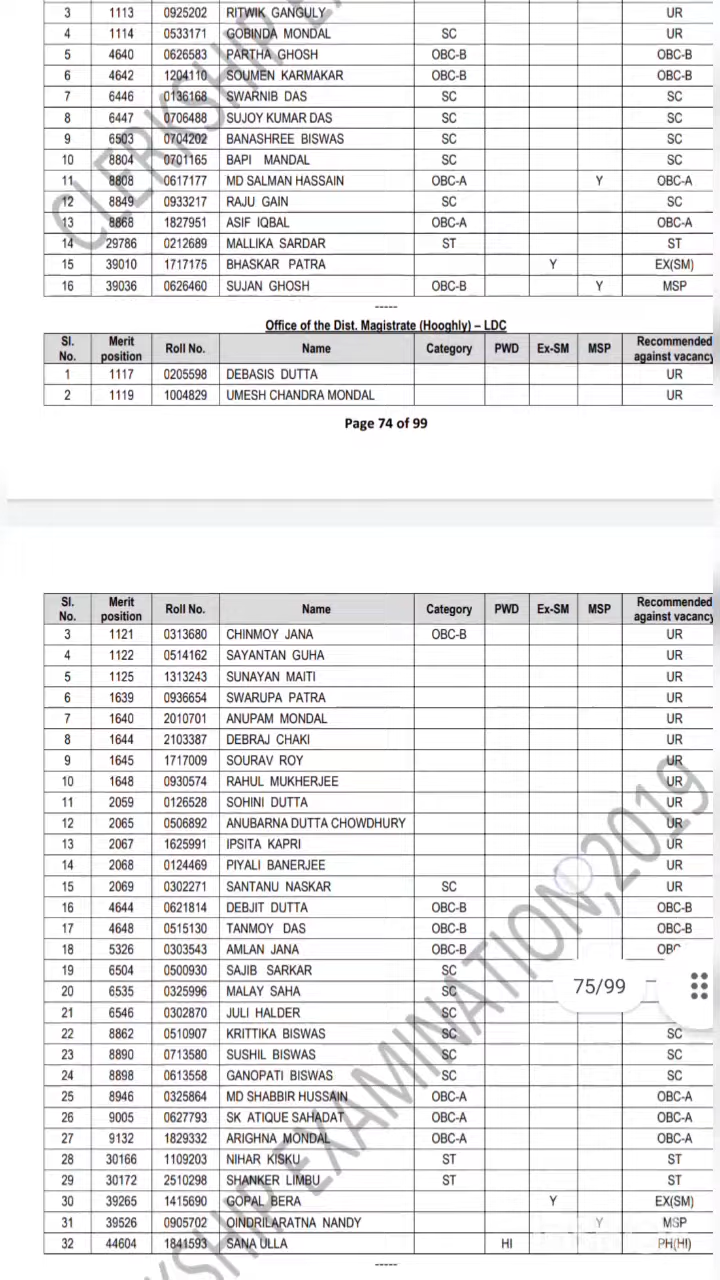 3 1113 0925202 RITWIK GANGULY UR
4 1114 0533171 GOBINDA MONDAL SC UR
5 4640 0626583 PARTHA GHOSH OBC-B OBC-B
6 4642 1204110 SOUMEN KARMAKAR OBC-B OBC-B
7 6446 0136168 SWARNIB DAS SC SC
8 6447 0706488 SUJOY KUMAR DAS SC SC
9 6503 0704202 BANASHREE BISWAS SC SC
10 8804 0701165 BAPI MANDAL SC SC
11 8808 0617177 MD SALMAN HASSAIN OBC-A Y OBC-A
12 8849 0933217 RAJU GAIN SC SC
13 8868 1827951 ASIF IQBAL OBC-A OBC-A
14 29786 0212689 MALLIKA SARDAR ST ST
15 39010 1717175 BHASKAR PATRA Y EX(SM)
16 39036 0626460 SUJAN GHOSH OBC-B Y MSP
-----
Office of the Dist. Magistrate (Hooghly) – LDC
Sl. No. Merit position Roll No. Name Category PWD Ex-SM MSP Recommended against vacancy
1 1117 0205598 DEBASIS DUTTA UR
2 1119 1004829 UMESH CHANDRA MONDAL UR
Page 74 of 99
Sl. No. Merit position Roll No. Name Category PWD Ex-SM MSP Recommended against vacancy
3 1121 0313680 CHINMOY JANA OBC-B UR
4 1122 0514162 SAYANTAN GUHA UR
5 1125 1313243 SUNAYAN MAITI UR
6 1639 0936654 SWARUPA PATRA UR
7 1640 2010701 ANUPAM MONDAL UR
8 1644 2103387 DEBRAJ CHAKI UR
9 1645 1717009 SOURAV ROY UR
10 1648 0930574 RAHUL MUKHERJEE UR
11 2059 0126528 SOHINI DUTTA UR
12 2065 0506892 ANUBARNA DUTTA CHOWDHURY UR
13 2067 1625991 IPSITA KAPRI UR
14 2068 0124469 PIYALI BANERJEE UR
15 2069 0302271 SANTANU NASKAR SC UR
16 4644 0621814 DEBJIT DUTTA OBC-B OBC-B
17 4648 0515130 TANMOY DAS OBC-B OBC-B
18 5326 0303543 AMLAN JANA OBC-B
19 6504 0500930 SAJIB SARKAR SC
20 6535 0325996 MALAY SAHA SC
75/99
21 6546 0302870 JULI HALDER SC
22 8862 0510907 KRITTIKA BISWAS SC SC
23 8890 0713580 SUSHIL BISWAS SC SC
24 8898 0613558 GANOPATI BISWAS SC SC
25 8946 0325864 MD SHABBIR HUSSAIN OBC-A OBC-A
26 9005 0627793 SK ATIQUE SAHADAT OBC-A OBC-A
27 9132 1829332 ARIGHNA MONDAL OBC-A OBC-A
28 30166 1109203 NIHAR KISKU ST ST
29 30172 2510298 SHANKER LIMBU ST ST
30 39265 1415690 GOPAL BERA Y EX(SM)
31 39526 0905702 OINDRILARATNA NANDY Y MSP
32 44604 1841593 SANA ULLA HI PH(HI)
-----
CLERKSHIP EX
KSHIP EXAMINATION, 2019